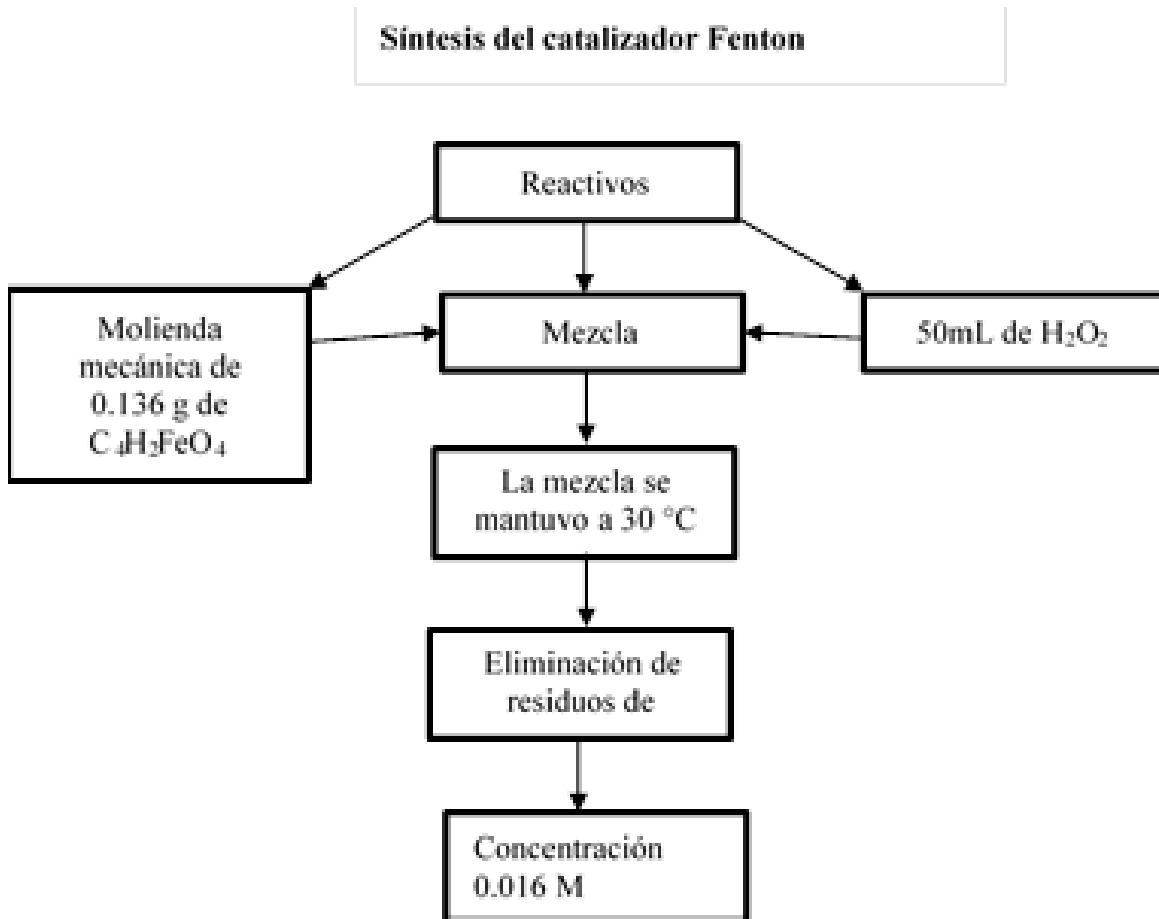 Síntesis del catalizador Fenton
Reactivos
Molienda
mecánica de
0.136 g de
C₄H₂FeO₄
Mezcla
50mL de H₂O₂
La mezcla se
mantuvo a 30 °C
Eliminación de
residuos de
Concentración
0.016 M